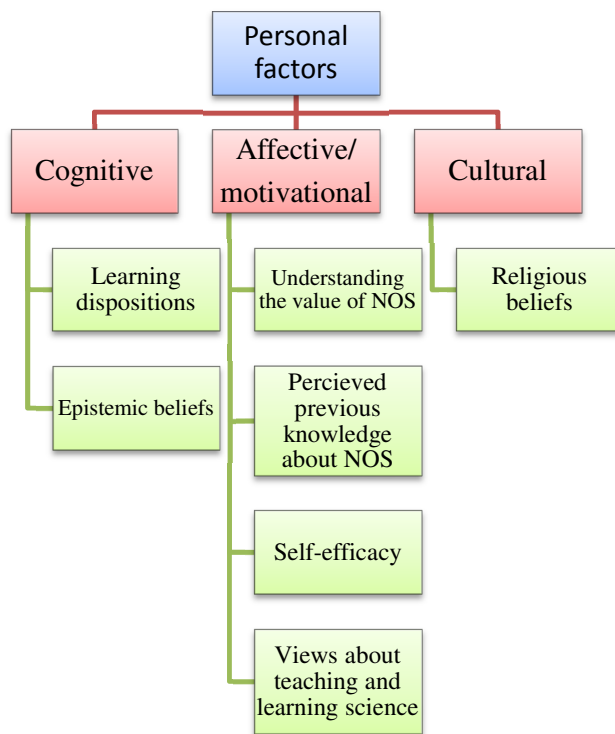 Personal
factors
Cognitive
Affective/
motivational
Cultural
Learning
dispositions
Epistemic beliefs
Understanding
the value of NOS
Percieved
previous
knowledge
about NOS
Self-efficacy
Views about
teaching and
learning science
Religious
beliefs